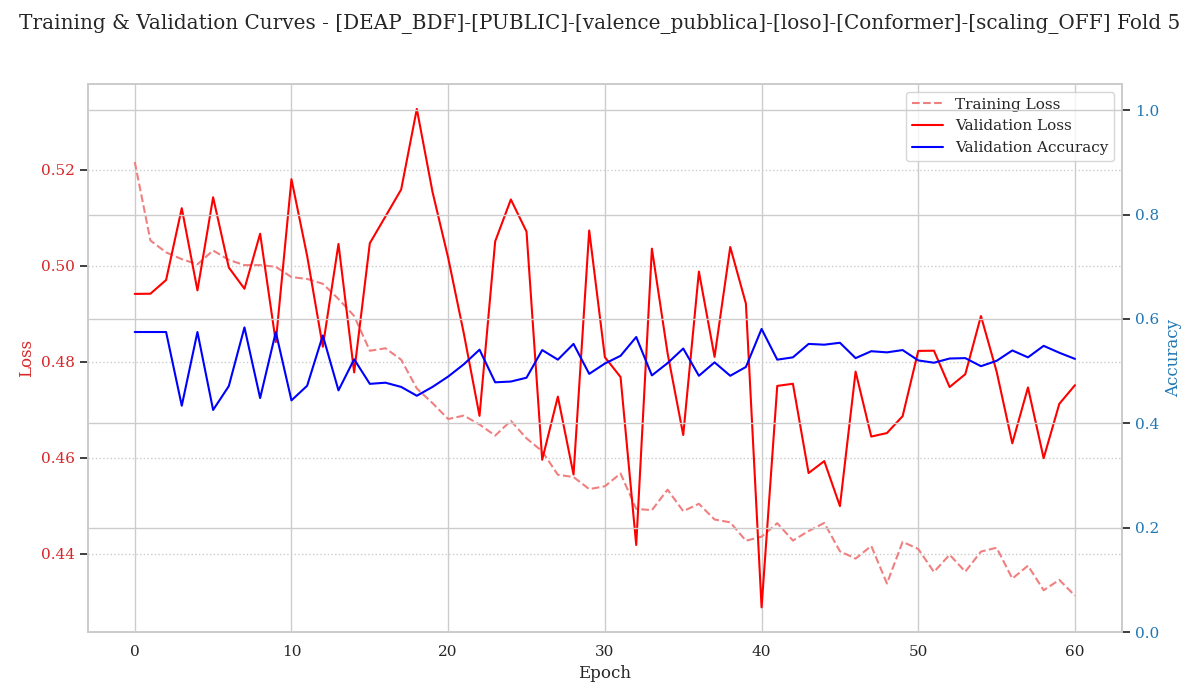 Training & Validation Curves - [DEAP_BDF]-[PUBLIC]-[valence_pubblica]-[loso]-[Conformer]-[scaling_OFF] Fold 5
Training Loss
Validation Loss
Validation Accuracy
0.52
0.50
0.48
0.46
0.44
Loss
1.0
0.8
0.6
0.4
0.2
0.0
Accuracy
0 10 20 30 40 50 60
Epoch